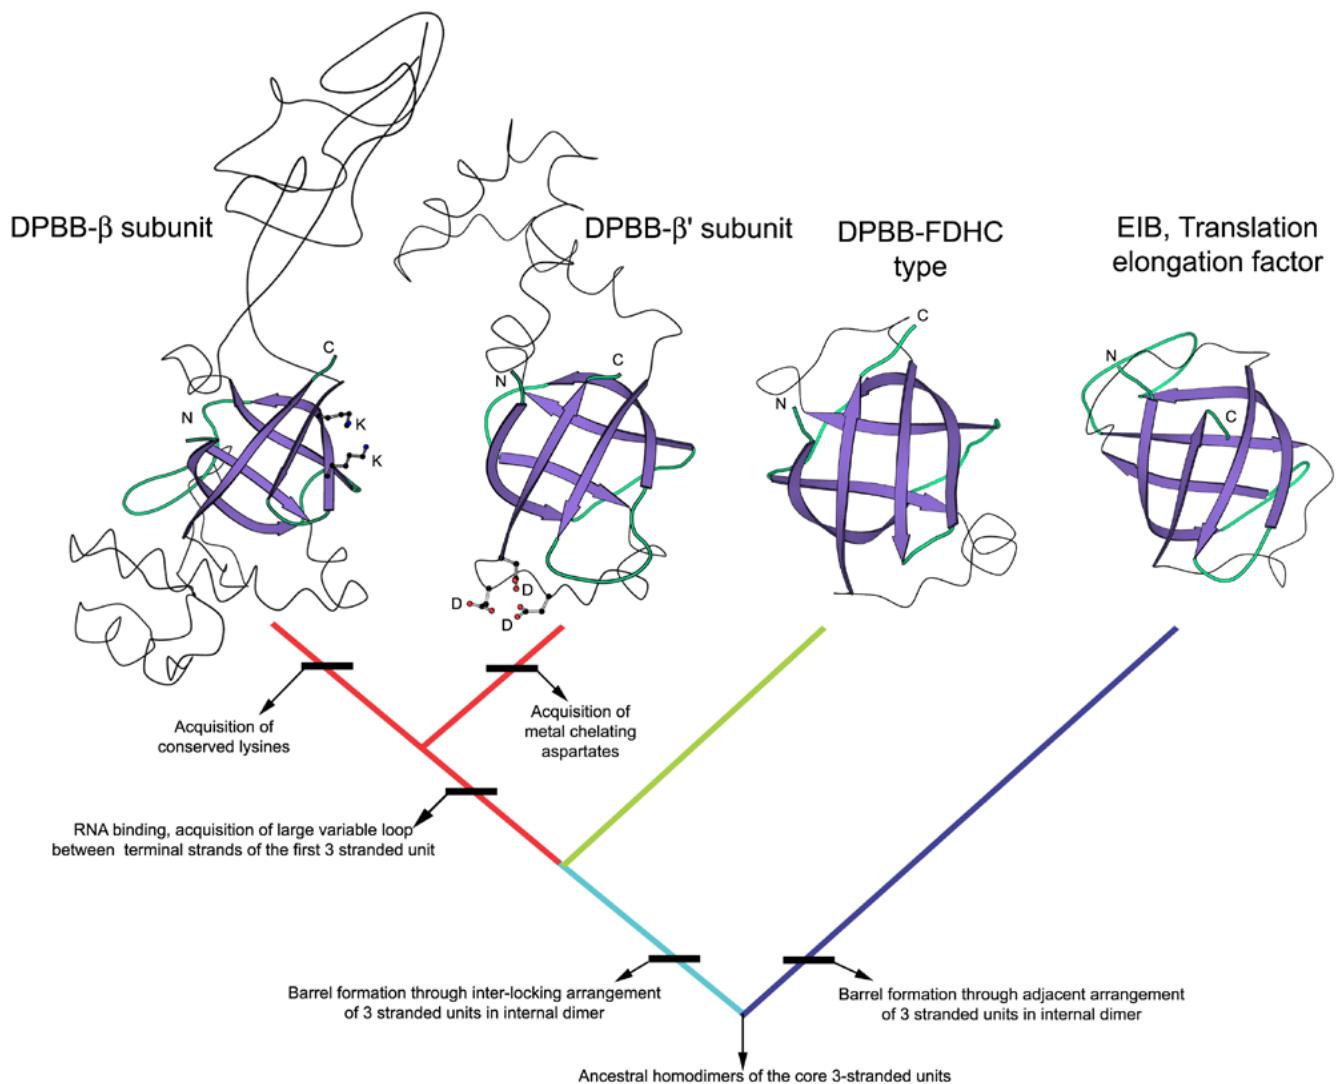 DPBB-β subunit
DPBB-β' subunit
DPBB-FDHC
type
EIB, Translation
elongation factor
C
N
K
K
N
C
D
D
D
C
N
N
C
Acquisition of
conserved lysines
Acquisition of
metal chelating
aspartates
RNA binding, acquisition of large variable loop
between terminal strands of the first 3 stranded unit
Barrel formation through inter-locking arrangement
of 3 stranded units in internal dimer
Barrel formation through adjacent arrangement
of 3 stranded units in internal dimer
Ancestral homodimers of the core 3-stranded units